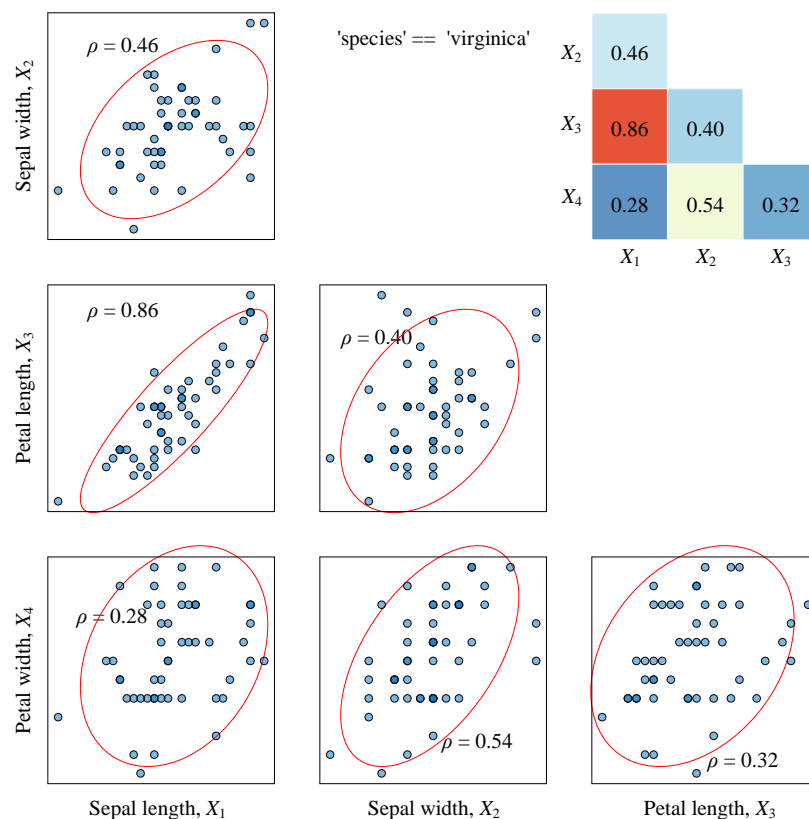 'species' == 'virginica'
Sepal width, X2
ρ = 0.46
X2
0.46
X3
0.86
0.40
X4
0.28
0.54
0.32
X1
X2
X3
Petal length, X3
ρ = 0.86
ρ = 0.40
Petal width, X4
ρ = 0.28
ρ = 0.54
ρ = 0.32
Sepal length, X1
Sepal width, X2
Petal length, X3